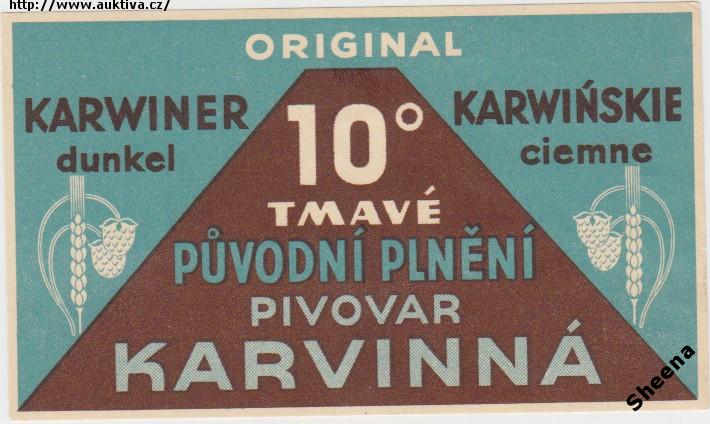 http://www.auktiva.cz/
ORIGINAL
KARWINER
dunkel
10°
KARWIŃSKIE
ciemne
TMAVÉ
PŮVODNÍ PLNĚNÍ
PIVOVAR
KARVINNÁ
Sheena